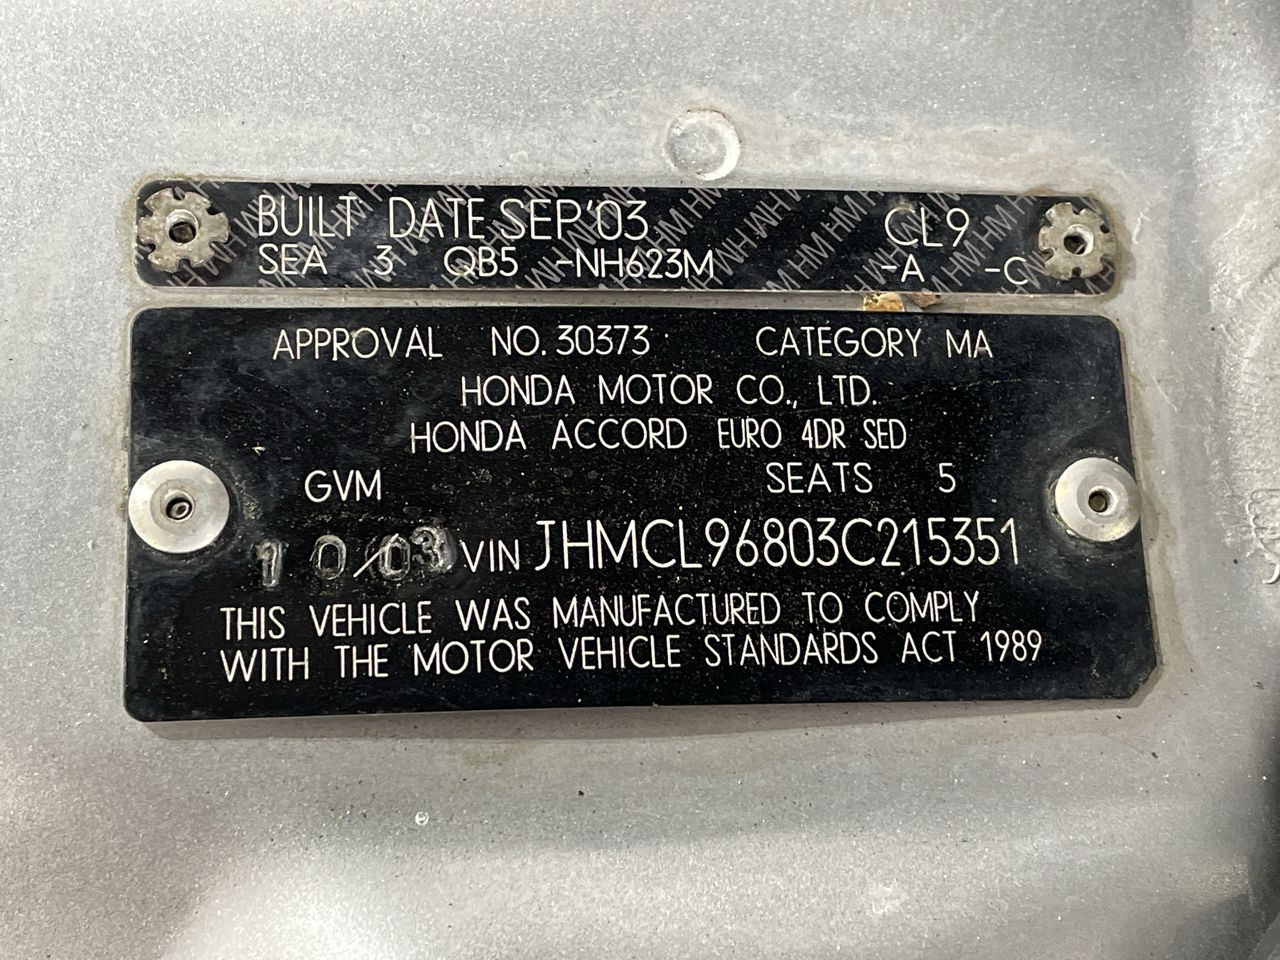 BUILT DATE SEP'03 CL9
SEA 3 QB5 -NH623M -A -C
APPROVAL NO. 30373 CATEGORY MA
HONDA MOTOR CO., LTD.
HONDA ACCORD EURO 4DR SED
GVM SEATS 5
10/03 VIN JHMCL96803C215351
THIS VEHICLE WAS MANUFACTURED TO COMPLY
WITH THE MOTOR VEHICLE STANDARDS ACT 1989